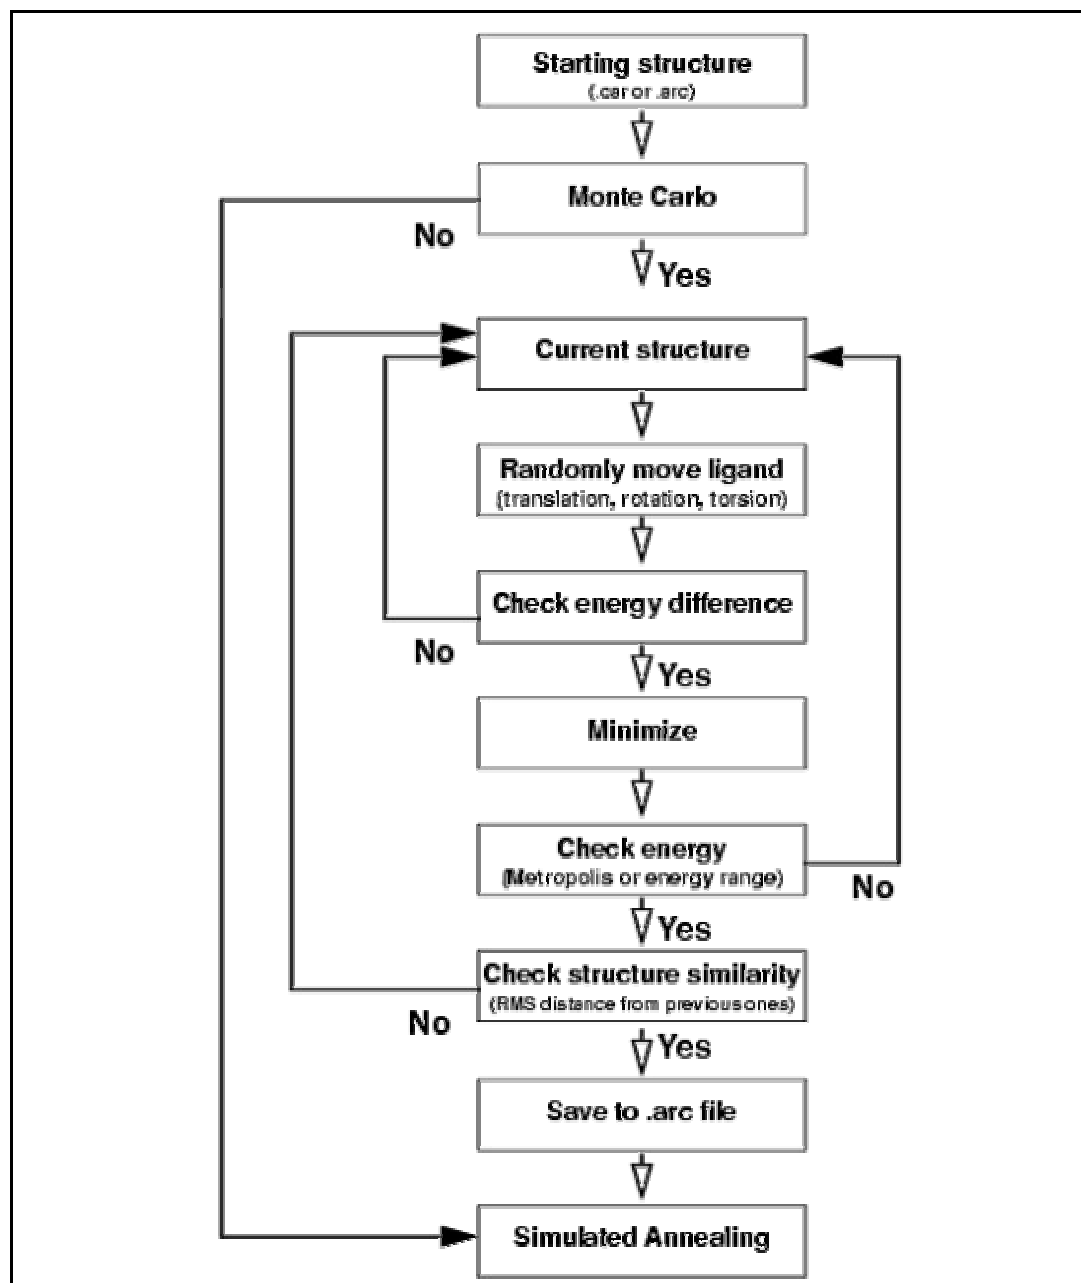 Starting structure
(.car or .arc)
Monte Carlo
No
Yes
Current structure
Randomly move ligand
(translation, rotation, torsion)
Check energy difference
No
Yes
Minimize
Check energy
(Metropolis or energy range)
No
Yes
Check structure similarity
(RMS distance from previous ones)
No
Yes
Save to .arc file
Simulated Annealing